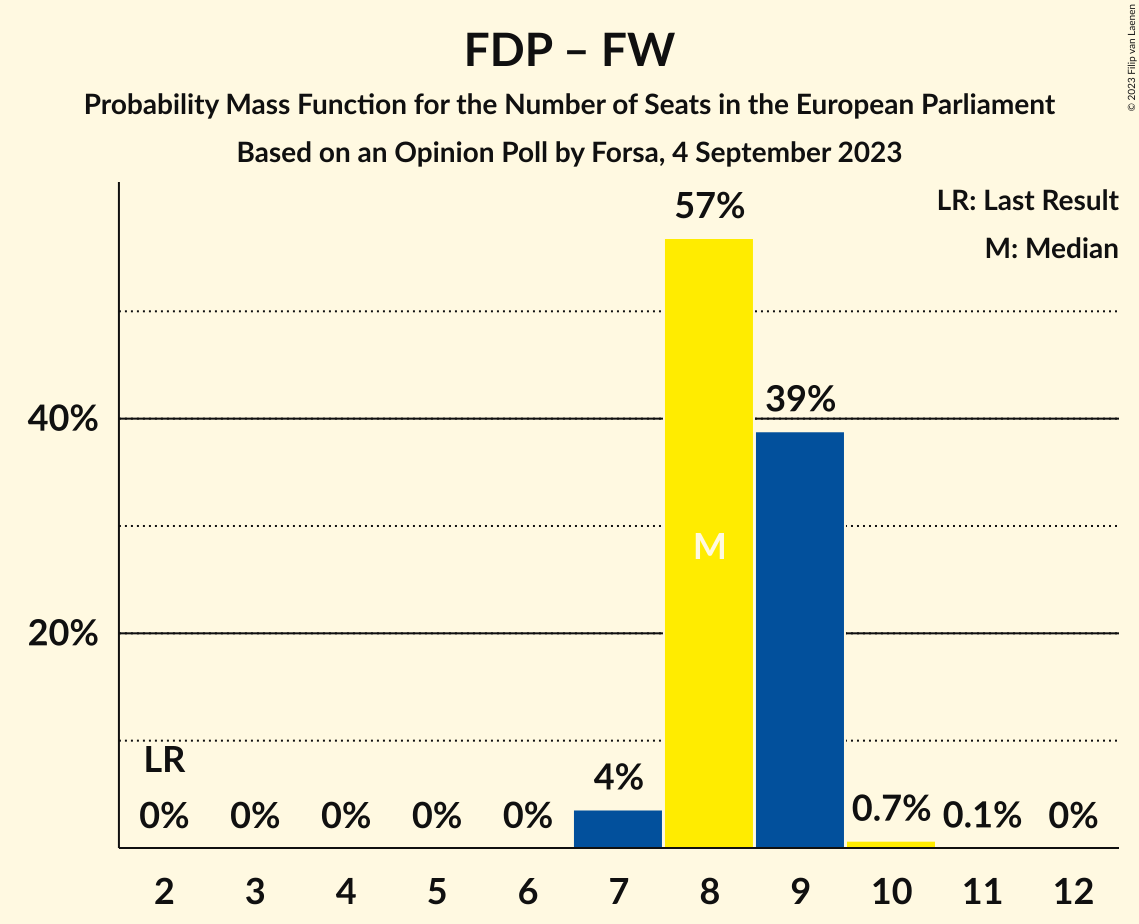 FDP – FW
Probability Mass Function for the Number of Seats in the European Parliament
Based on an Opinion Poll by Forsa, 4 September 2023
© 2023 Filip van Laenen
LR: Last Result
M: Median
57%
39%
40%
M
20%
LR
4%
0% 0% 0% 0% 0% 0.7% 0.1% 0%
2 3 4 5 6 7 8 9 10 11 12